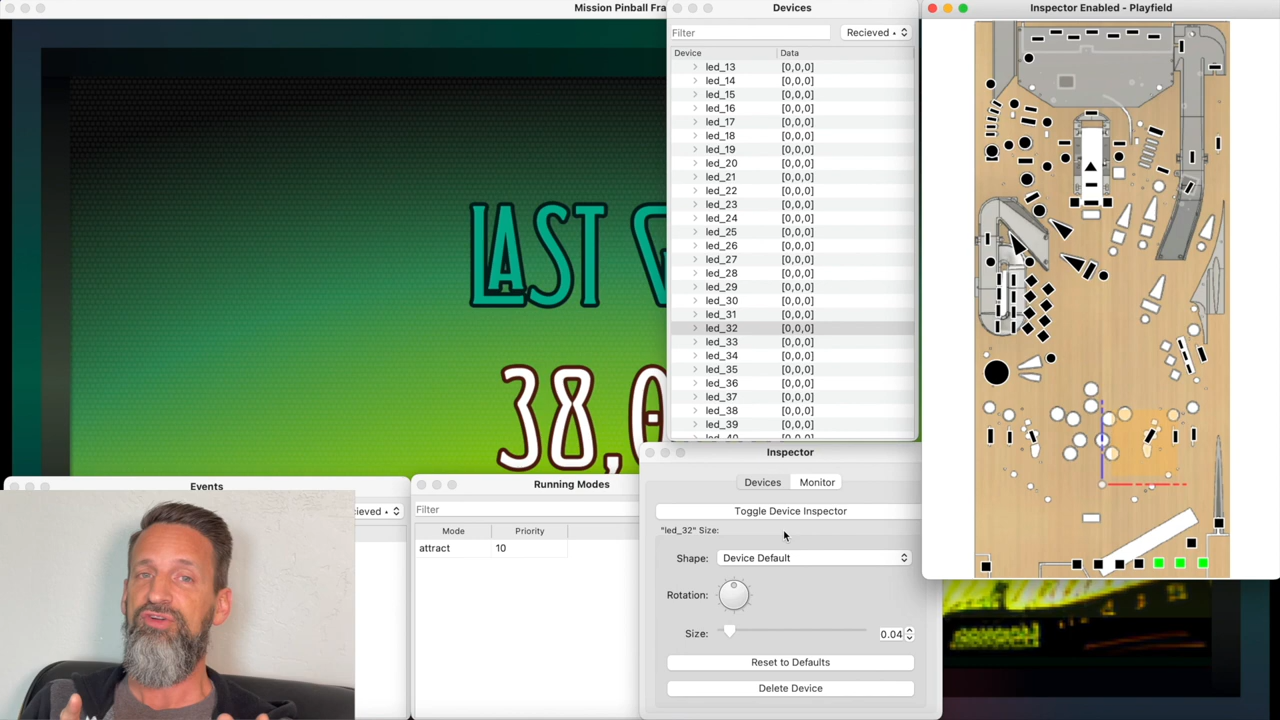 Mission Pinball Fra
Devices
Inspector Enabled - Playfield
Filter
Recieved
Device Data
led_13 [0,0,0]
led_14 [0,0,0]
led_15 [0,0,0]
led_16 [0,0,0]
led_17 [0,0,0]
led_18 [0,0,0]
led_19 [0,0,0]
led_20 [0,0,0]
led_21 [0,0,0]
led_22 [0,0,0]
led_23 [0,0,0]
led_24 [0,0,0]
led_25 [0,0,0]
led_26 [0,0,0]
led_27 [0,0,0]
led_28 [0,0,0]
led_29 [0,0,0]
led_30 [0,0,0]
led_31 [0,0,0]
led_32 [0,0,0]
led_33 [0,0,0]
led_34 [0,0,0]
led_35 [0,0,0]
led_36 [0,0,0]
led_37 [0,0,0]
led_38 [0,0,0]
led_39 [0,0,0]
LAST
38,0
Events
ieved
Running Modes
Filter
Mode Priority
attract 10
Inspector
Devices Monitor
Toggle Device Inspector
"led_32" Size:
Shape: Device Default
Rotation:
Size: 0.04
Reset to Defaults
Delete Device